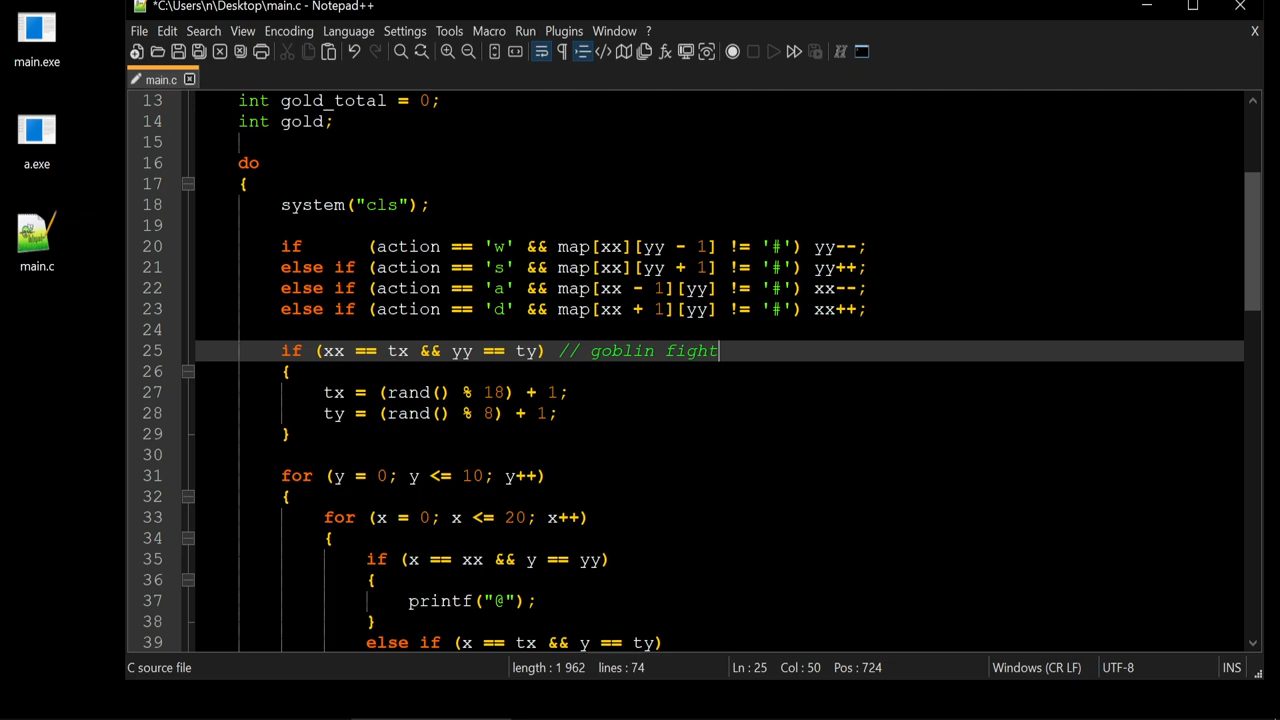 *C:\Users\n\Desktop\main.c - Notepad++
File Edit Search View Encoding Language Settings Tools Macro Run Plugins Window ? X
main.c
main.exe
a.exe
main.c
13 int gold_total = 0;
14 int gold;
15
16 do
17 {
18 system("cls");
19
20 if (action == 'w' && map[xx][yy - 1] != '#') yy--;
21 else if (action == 's' && map[xx][yy + 1] != '#') yy++;
22 else if (action == 'a' && map[xx - 1][yy] != '#') xx--;
23 else if (action == 'd' && map[xx + 1][yy] != '#') xx++;
24
25 if (xx == tx && yy == ty) // goblin fight
26 {
27 tx = (rand() % 18) + 1;
28 ty = (rand() % 8) + 1;
29 }
30
31 for (y = 0; y <= 10; y++)
32 {
33 for (x = 0; x <= 20; x++)
34 {
35 if (x == xx && y == yy)
36 {
37 printf("@");
38 }
39 else if (x == tx && y == ty)
C source file length : 1 962 lines : 74 Ln : 25 Col : 50 Pos : 724 Windows (CR LF) UTF-8 INS